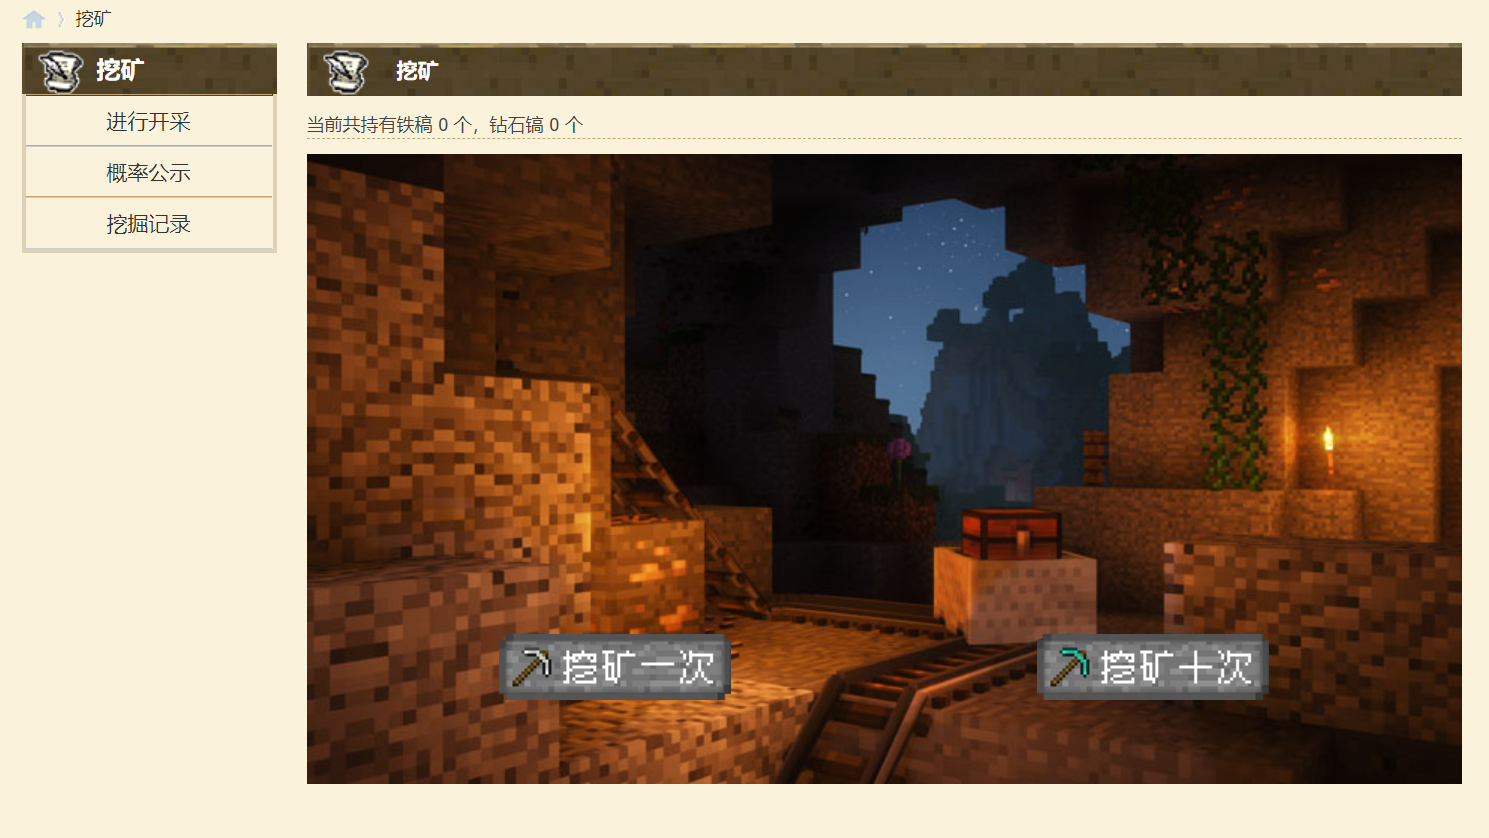 挖矿
挖矿
进行开采
概率公示
挖掘记录
挖矿
当前共持有铁稿 0 个，钻石镐 0 个
挖矿一次
挖矿十次